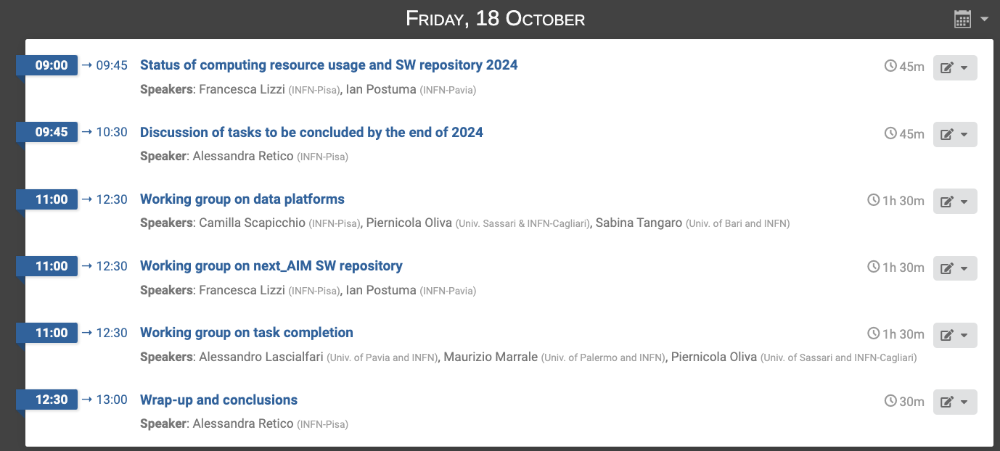 Friday, 18 October
09:00 → 09:45 Status of computing resource usage and SW repository 2024 45m
Speakers: Francesca Lizzi (INFN-Pisa), Ian Postuma (INFN-Pavia)
09:45 → 10:30 Discussion of tasks to be concluded by the end of 2024 45m
Speaker: Alessandra Retico (INFN-Pisa)
11:00 → 12:30 Working group on data platforms 1h 30m
Speakers: Camilla Scapicchio (INFN-Pisa), Piernicola Oliva (Univ. Sassari & INFN-Cagliari), Sabina Tangaro (Univ. of Bari and INFN)
11:00 → 12:30 Working group on next_AIM SW repository 1h 30m
Speakers: Francesca Lizzi (INFN-Pisa), Ian Postuma (INFN-Pavia)
11:00 → 12:30 Working group on task completion 1h 30m
Speakers: Alessandro Lascialfari (Univ. of Pavia and INFN), Maurizio Marrale (Univ. of Palermo and INFN), Piernicola Oliva (Univ. of Sassari and INFN-Cagliari)
12:30 → 13:00 Wrap-up and conclusions 30m
Speaker: Alessandra Retico (INFN-Pisa)